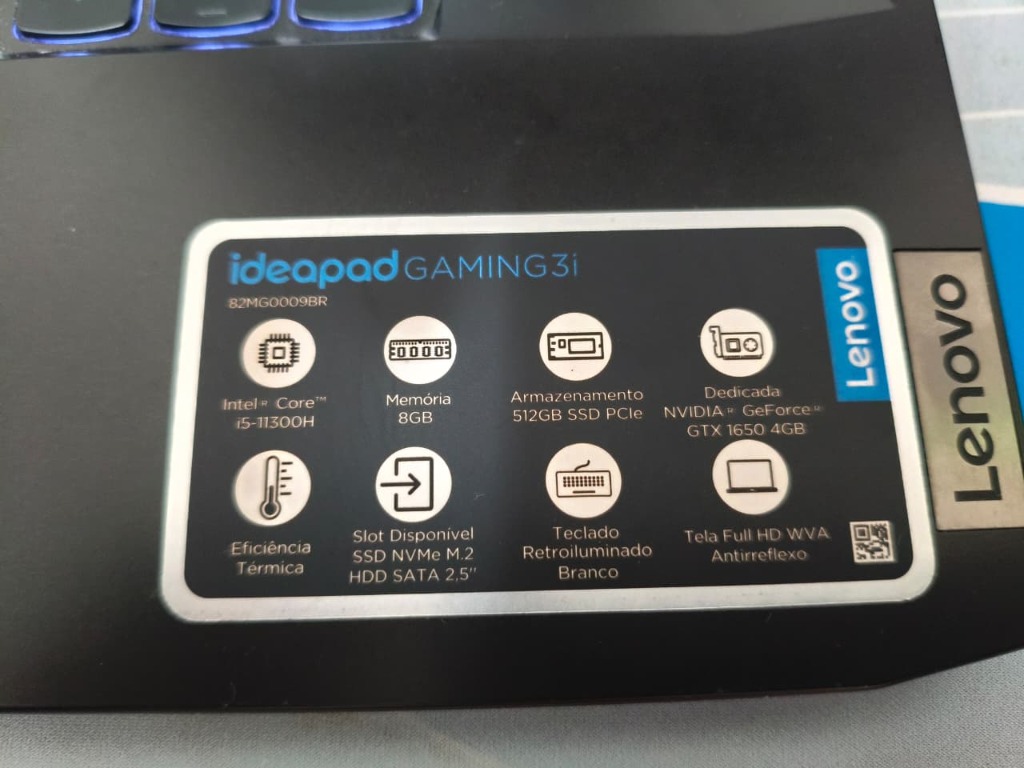 ideapad GAMING3i
82MG0009BR
Intel® Core™
i5-11300H
Memória
8GB
Armazenamento
512GB SSD PCIe
Dedicada
NVIDIA® GeForce®
GTX 1650 4GB
Eficiência
Térmica
Slot Disponível
SSD NVMe M.2
HDD SATA 2,5"
Teclado
Retroiluminado
Branco
Tela Full HD WVA
Antirreflexo
Lenovo
Lenovo